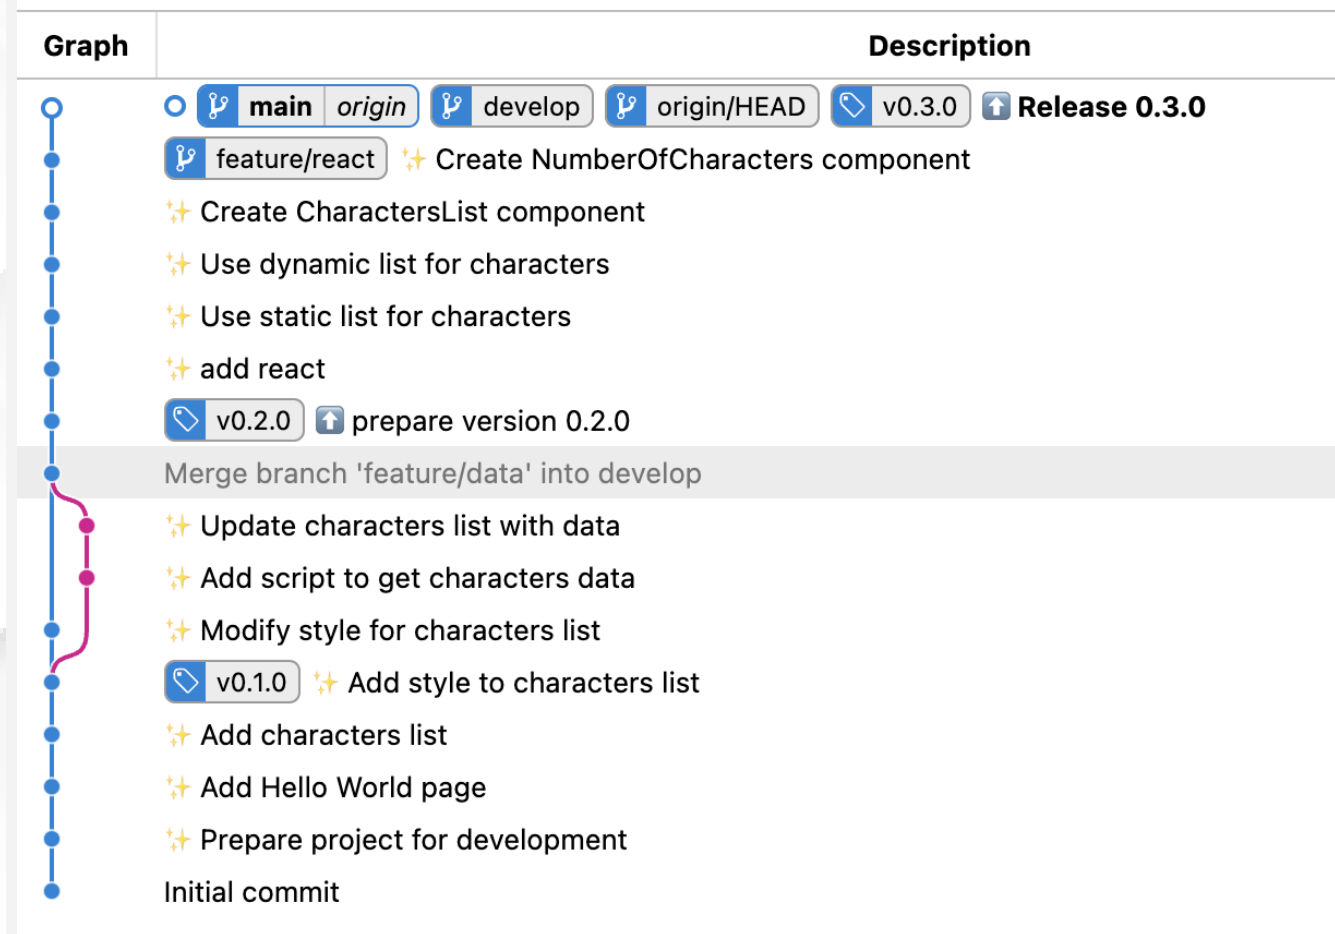 Graph Description
main origin develop origin/HEAD v0.3.0 ⬆️ Release 0.3.0
feature/react ✨ Create NumberOfCharacters component
✨ Create CharactersList component
✨ Use dynamic list for characters
✨ Use static list for characters
✨ add react
v0.2.0 ⬆️ prepare version 0.2.0
Merge branch 'feature/data' into develop
✨ Update characters list with data
✨ Add script to get characters data
✨ Modify style for characters list
v0.1.0 ✨ Add style to characters list
✨ Add characters list
✨ Add Hello World page
✨ Prepare project for development
Initial commit